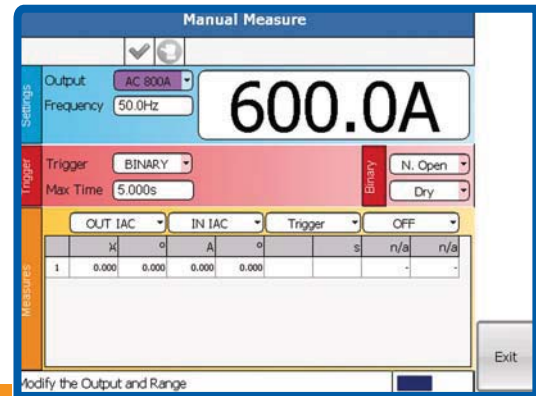 Manual Measure
Settings
Output AC 800A
Frequency 50.0Hz
600.0A
Trigger
Trigger BINARY
Max Time 5.000s
Binary
N. Open
Dry
Measures
OUT IAC IN IAC Trigger OFF
° A ° s n/a n/a
1 0.000 0.000 0.000 0.000 - -
Exit
Modify the Output and Range